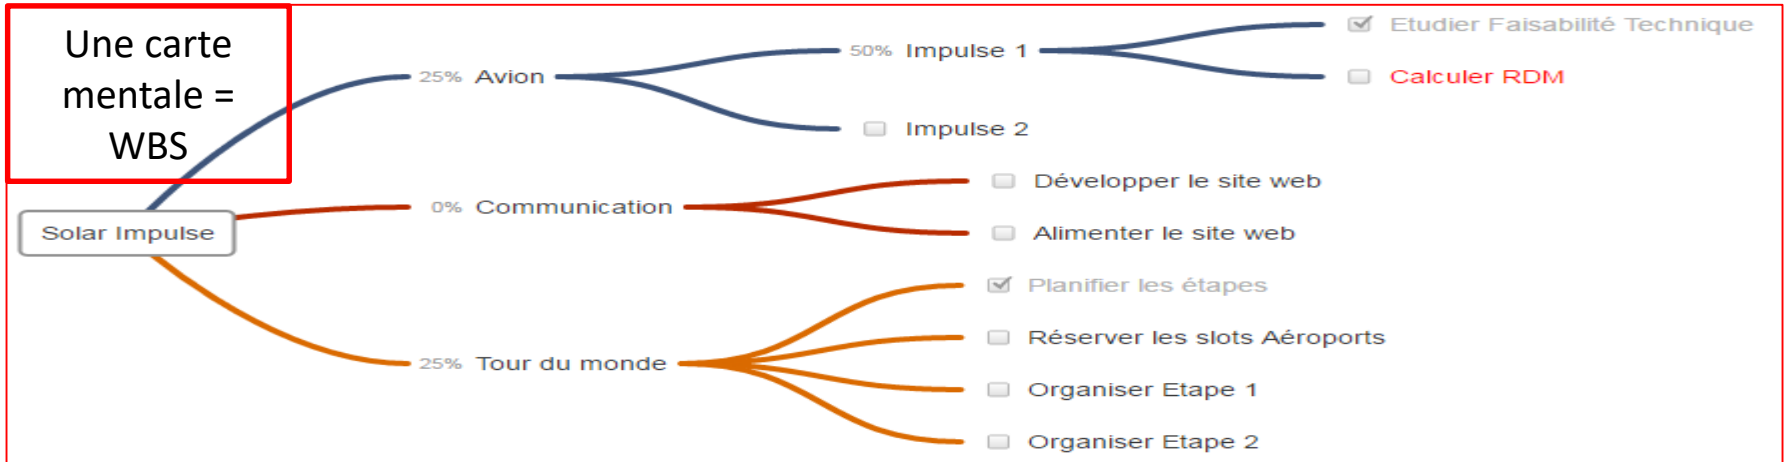 Une carte
mentale =
WBS
Solar Impulse
25% Avion
50% Impulse 1
Etudier Faisabilité Technique
Calculer RDM
Impulse 2
0% Communication
Développer le site web
Alimenter le site web
25% Tour du monde
Planifier les étapes
Réserver les slots Aéroports
Organiser Etape 1
Organiser Etape 2